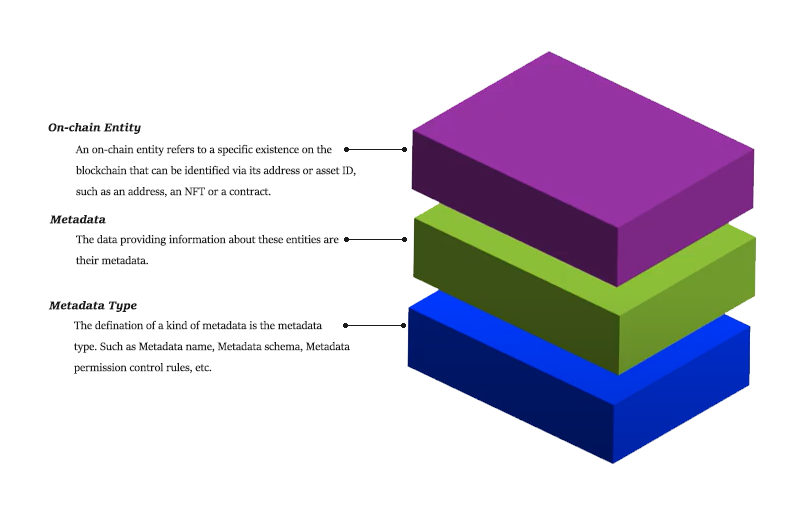 On-chain Entity
An on-chain entity refers to a specific existence on the
blockchain that can be identified via its address or asset ID,
such as an address, an NFT or a contract.
Metadata
The data providing information about these entities are
their metadata.
Metadata Type
The defination of a kind of metadata is the metadata
type. Such as Metadata name, Metadata schema, Metadata
permission control rules, etc.